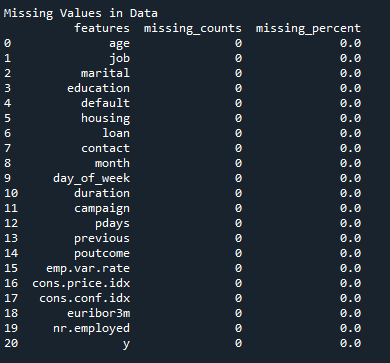 Missing Values in Data
features missing_counts missing_percent
0 age 0 0.0
1 job 0 0.0
2 marital 0 0.0
3 education 0 0.0
4 default 0 0.0
5 housing 0 0.0
6 loan 0 0.0
7 contact 0 0.0
8 month 0 0.0
9 day_of_week 0 0.0
10 duration 0 0.0
11 campaign 0 0.0
12 pdays 0 0.0
13 previous 0 0.0
14 poutcome 0 0.0
15 emp.var.rate 0 0.0
16 cons.price.idx 0 0.0
17 cons.conf.idx 0 0.0
18 euribor3m 0 0.0
19 nr.employed 0 0.0
20 y 0 0.0